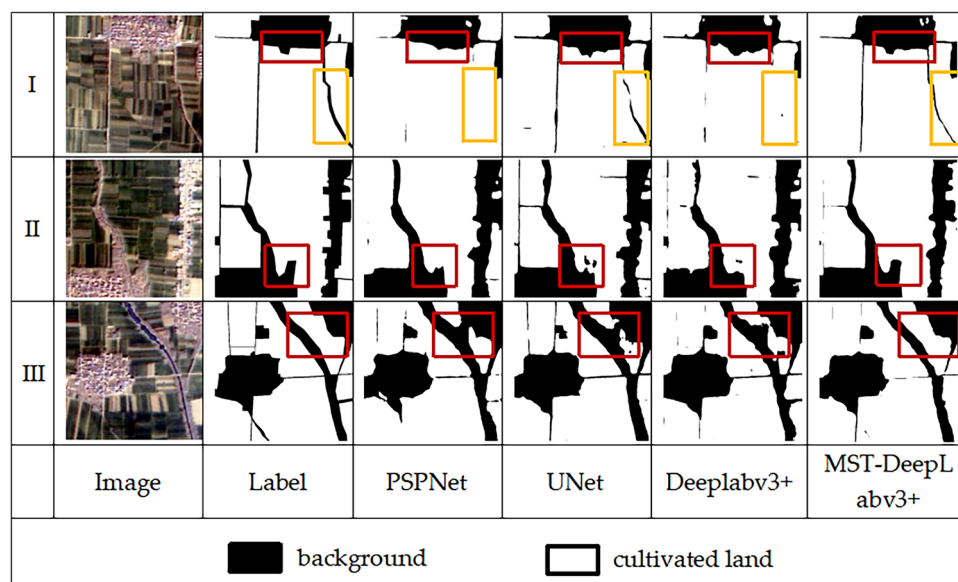 I
II
III
Image
Label
PSPNet
UNet
Deeplabv3+
MST-DeepL
abv3+
background
cultivated land